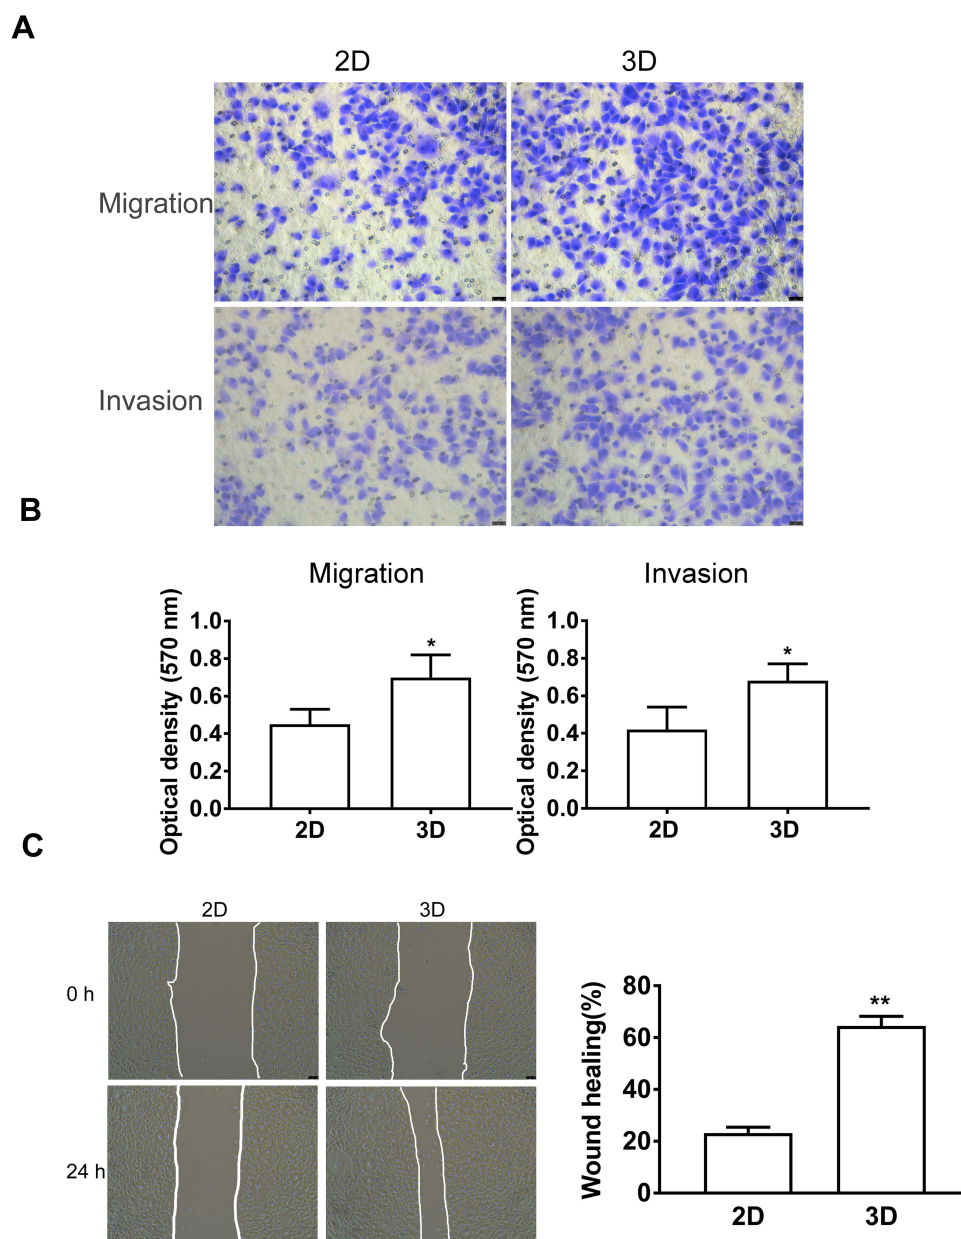 A
2D 3D
Migration
Invasion
B
Migration Invasion
Optical density (570 nm)
1.0
0.8
0.6
0.4
0.2
0.0
*
2D 3D
Optical density (570 nm)
1.0
0.8
0.6
0.4
0.2
0.0
*
2D 3D
C
2D 3D
0 h
24 h
Wound healing(%)
80
60
40
20
0
**
2D 3D